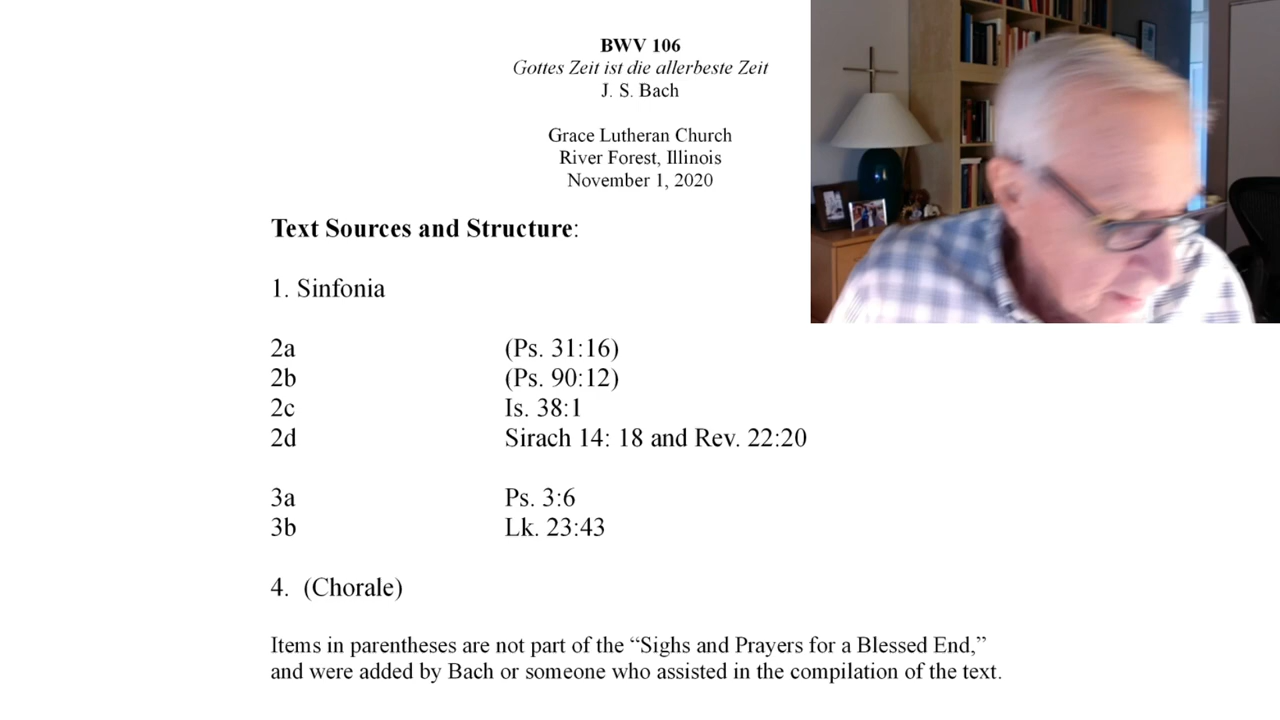 BWV 106
Gottes Zeit ist die allerbeste Zeit
J. S. Bach
Grace Lutheran Church
River Forest, Illinois
November 1, 2020
Text Sources and Structure:
1. Sinfonia
2a (Ps. 31:16)
2b (Ps. 90:12)
2c Is. 38:1
2d Sirach 14: 18 and Rev. 22:20
3a Ps. 3:6
3b Lk. 23:43
4. (Chorale)
Items in parentheses are not part of the “Sighs and Prayers for a Blessed End,”
and were added by Bach or someone who assisted in the compilation of the text.